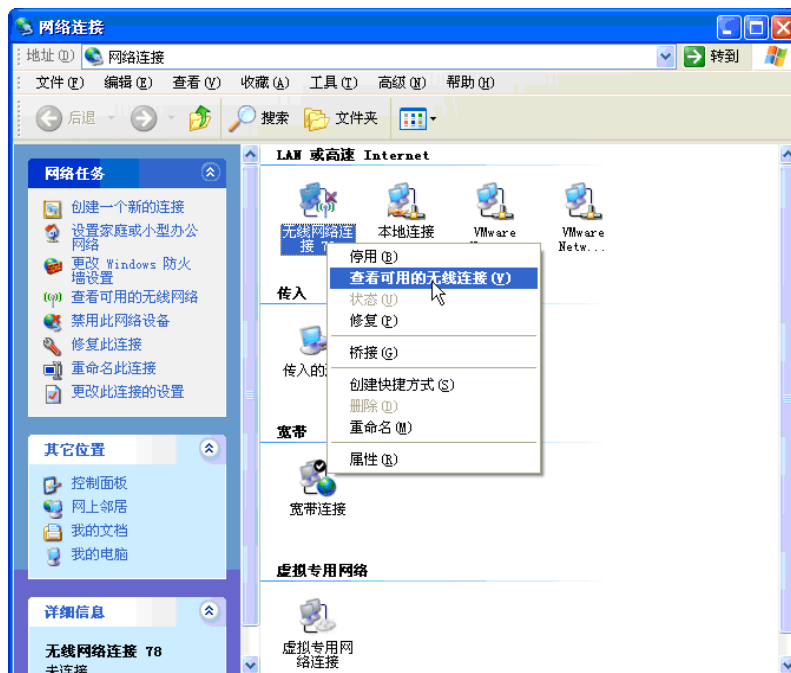 网络连接
地址(D) 网络连接 转到
文件(F) 编辑(E) 查看(V) 收藏(A) 工具(T) 高级(N) 帮助(H)
后退 搜索 文件夹
网络任务
创建一个新的连接
设置家庭或小型办公
网络
更改 Windows 防火
墙设置
查看可用的无线网络
禁用此网络设备
修复此连接
重命名此连接
更改此连接的设置
其它位置
控制面板
网上邻居
我的文档
我的电脑
详细信息
无线网络连接 78
未连接
LAN 或高速 Internet
无线网络连
接 78
本地连接
VMware
VMware
Netw...
停用(B)
查看可用的无线连接(V)
状态(U)
修复(P)
桥接(G)
创建快捷方式(S)
删除(D)
重命名(M)
属性(R)
传入
传入的
宽带
宽带连接
虚拟专用网络
虚拟专用网
络连接